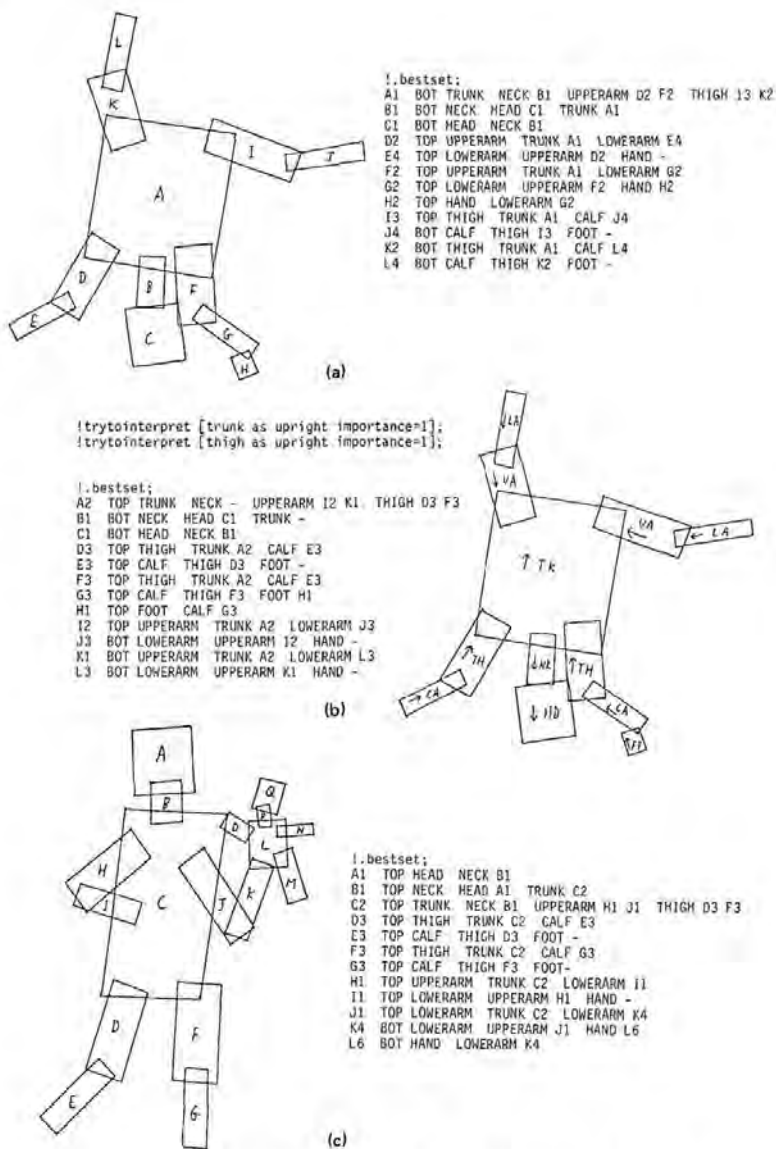 L
K
I
J
A
D
E
B
F
C
G
H
!.bestset;
A1 BOT TRUNK NECK B1 UPPERARM D2 F2 THIGH I3 K2
B1 BOT NECK HEAD C1 TRUNK A1
C1 BOT HEAD NECK B1
D2 TOP UPPERARM TRUNK A1 LOWERARM E4
E4 TOP LOWERARM UPPERARM D2 HAND -
F2 TOP UPPERARM TRUNK A1 LOWERARM G2
G2 TOP LOWERARM UPPERARM F2 HAND H2
H2 TOP HAND LOWERARM G2
I3 TOP THIGH TRUNK A1 CALF J4
J4 BOT CALF THIGH I3 FOOT -
K2 BOT THIGH TRUNK A1 CALF L4
L4 BOT CALF THIGH K2 FOOT -
(a)
!trytointerpret [trunk as upright importance=1];
!trytointerpret [thigh as upright importance=1];
!.bestset;
A2 TOP TRUNK NECK - UPPERARM I2 K1 THIGH D3 F3
B1 BOT NECK HEAD C1 TRUNK -
C1 BOT HEAD NECK B1
D3 TOP THIGH TRUNK A2 CALF E3
E3 TOP CALF THIGH D3 FOOT -
F3 TOP THIGH TRUNK A2 CALF E3
G3 TOP CALF THIGH F3 FOOT H1
H1 TOP FOOT CALF G3
I2 TOP UPPERARM TRUNK A2 LOWERARM J3
J3 BOT LOWERARM UPPERARM I2 HAND -
K1 BOT UPPERARM TRUNK A2 LOWERARM L3
L3 BOT LOWERARM UPPERARM K1 HAND -
↓LA
↓UA
UA ←
← LA
↑ TK
↑TH
→CA
↓NK
↑TH
←CA
↓HD
↑FT
(b)
A
B
Q
P
D
N
L
H
I
C
J
K
M
D
F
E
G
!.bestset;
A1 TOP HEAD NECK B1
B1 TOP NECK HEAD A1 TRUNK C2
C2 TOP TRUNK NECK B1 UPPERARM H1 J1 THIGH D3 F3
D3 TOP THIGH TRUNK C2 CALF E3
E3 TOP CALF THIGH D3 FOOT -
F3 TOP THIGH TRUNK C2 CALF G3
G3 TOP CALF THIGH F3 FOOT-
H1 TOP UPPERARM TRUNK C2 LOWERARM I1
I1 TOP LOWERARM UPPERARM H1 HAND -
J1 TOP LOWERARM TRUNK C2 LOWERARM K4
K4 BOT LOWERARM UPPERARM J1 HAND L6
L6 BOT HAND LOWERARM K4
(c)